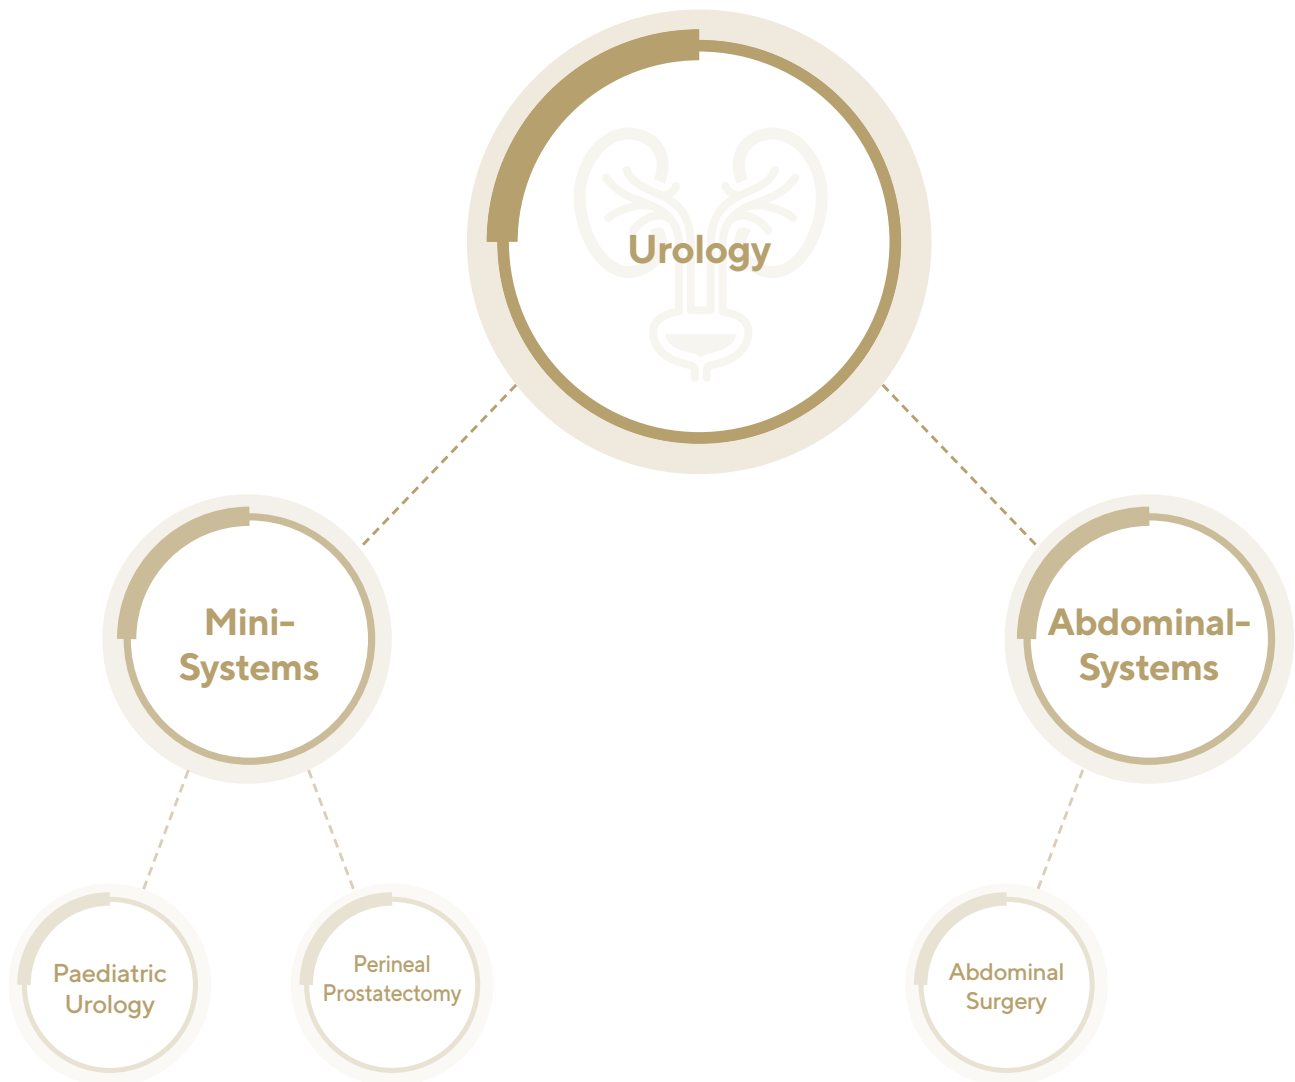 Urology
Mini-
Systems
Abdominal-
Systems
Paediatric
Urology
Perineal
Prostatectomy
Abdominal
Surgery